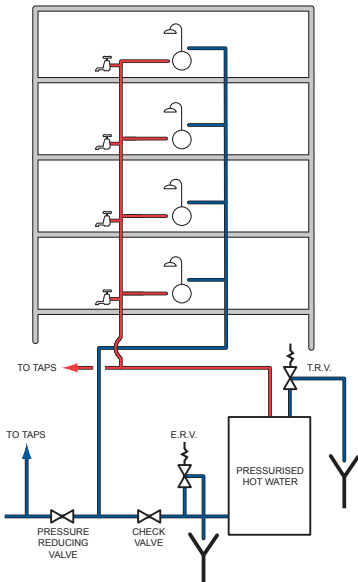 TO TAPS
T.R.V.
TO TAPS
E.R.V.
PRESSURISED
HOT WATER
PRESSURE
REDUCING
VALVE
CHECK
VALVE